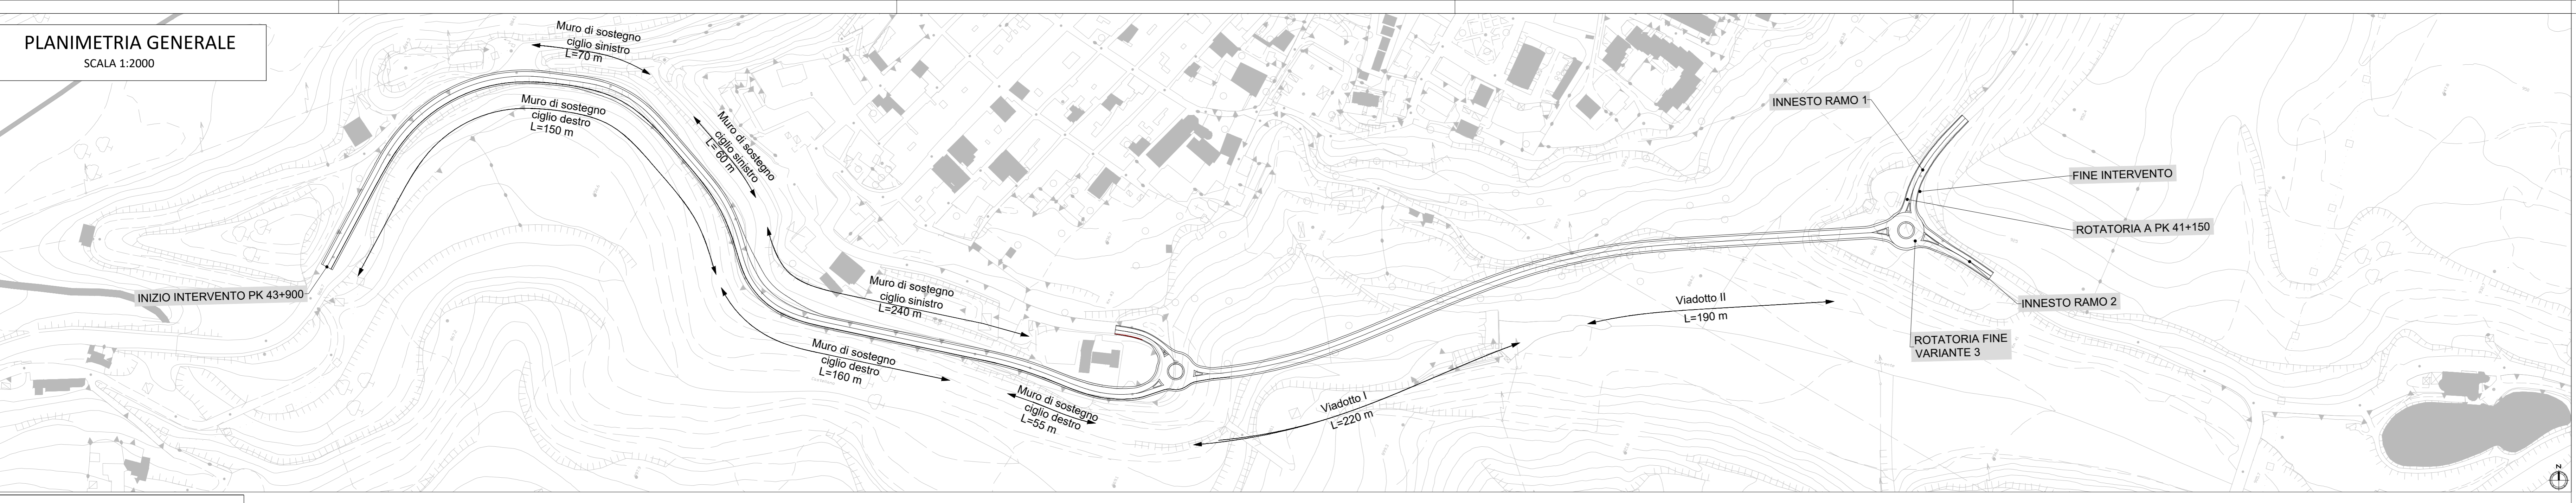 PLANIMETRIA GENERALE
SCALA 1:2000
Muro di sostegno
ciglio sinistro
L=70 m
Muro di sostegno
ciglio destro
L=150 m
Muro di sostegno
ciglio sinistro
L= 60 m
INIZIO INTERVENTO PK 43+900
Muro di sostegno
ciglio sinistro
L=240 m
Muro di sostegno
ciglio destro
L=160 m
Muro di sostegno
ciglio destro
L=55 m
Viadotto I
L=220 m
Viadotto II
L=190 m
INNESTO RAMO 1
FINE INTERVENTO
ROTATORIA A PK 41+150
INNESTO RAMO 2
ROTATORIA FINE
VARIANTE 3
N